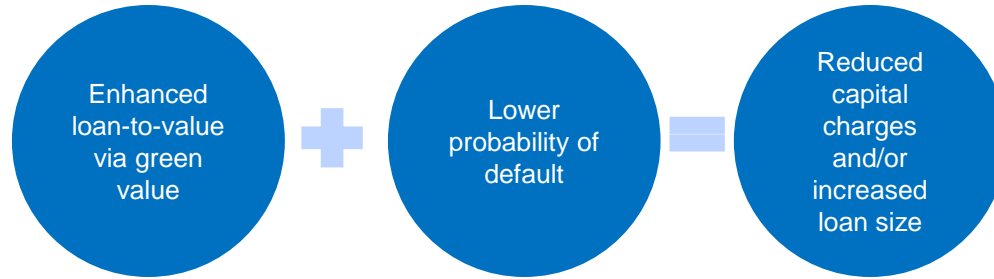 Enhanced
loan-to-value
via green
value
Lower
probability of
default
Reduced
capital
charges
and/or
increased
loan size